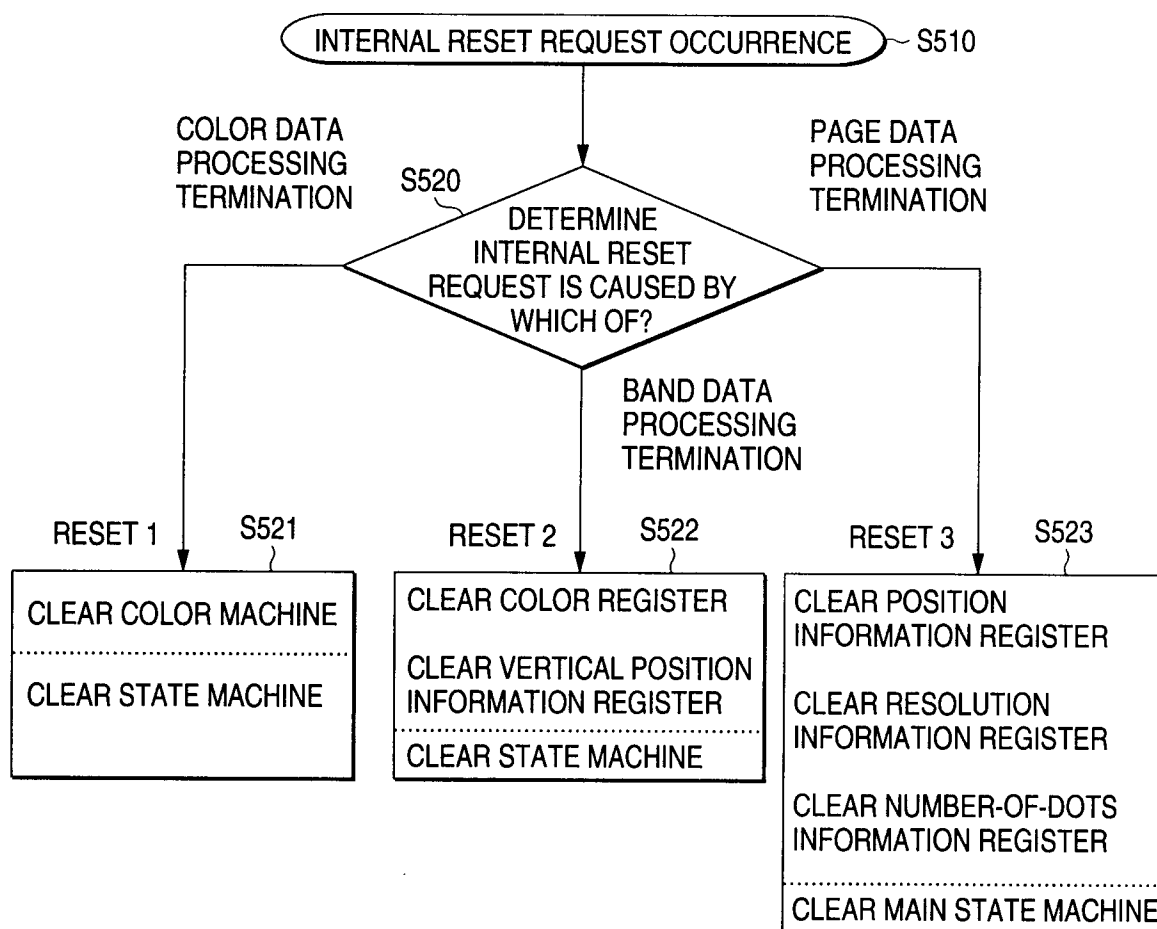 INTERNAL RESET REQUEST OCCURRENCE
S510
COLOR DATA
PROCESSING
TERMINATION
PAGE DATA
PROCESSING
TERMINATION
S520
DETERMINE
INTERNAL RESET
REQUEST IS CAUSED BY
WHICH OF?
BAND DATA
PROCESSING
TERMINATION
RESET 1
S521
CLEAR COLOR MACHINE
CLEAR STATE MACHINE
RESET 2
S522
CLEAR COLOR REGISTER
CLEAR VERTICAL POSITION
INFORMATION REGISTER
CLEAR STATE MACHINE
RESET 3
S523
CLEAR POSITION
INFORMATION REGISTER
CLEAR RESOLUTION
INFORMATION REGISTER
CLEAR NUMBER-OF-DOTS
INFORMATION REGISTER
CLEAR MAIN STATE MACHINE